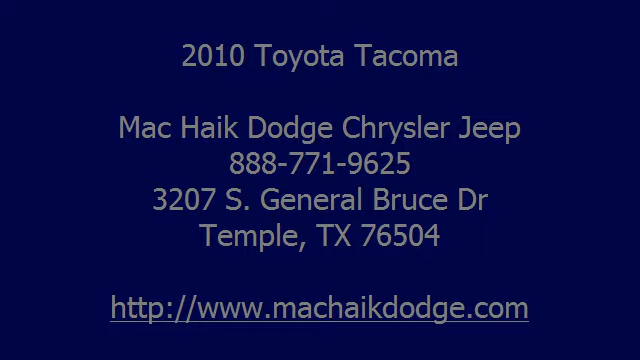 2010 Toyota Tacoma
Mac Haik Dodge Chrysler Jeep
888-771-9625
3207 S. General Bruce Dr
Temple, TX 76504
http://www.machaikdodge.com